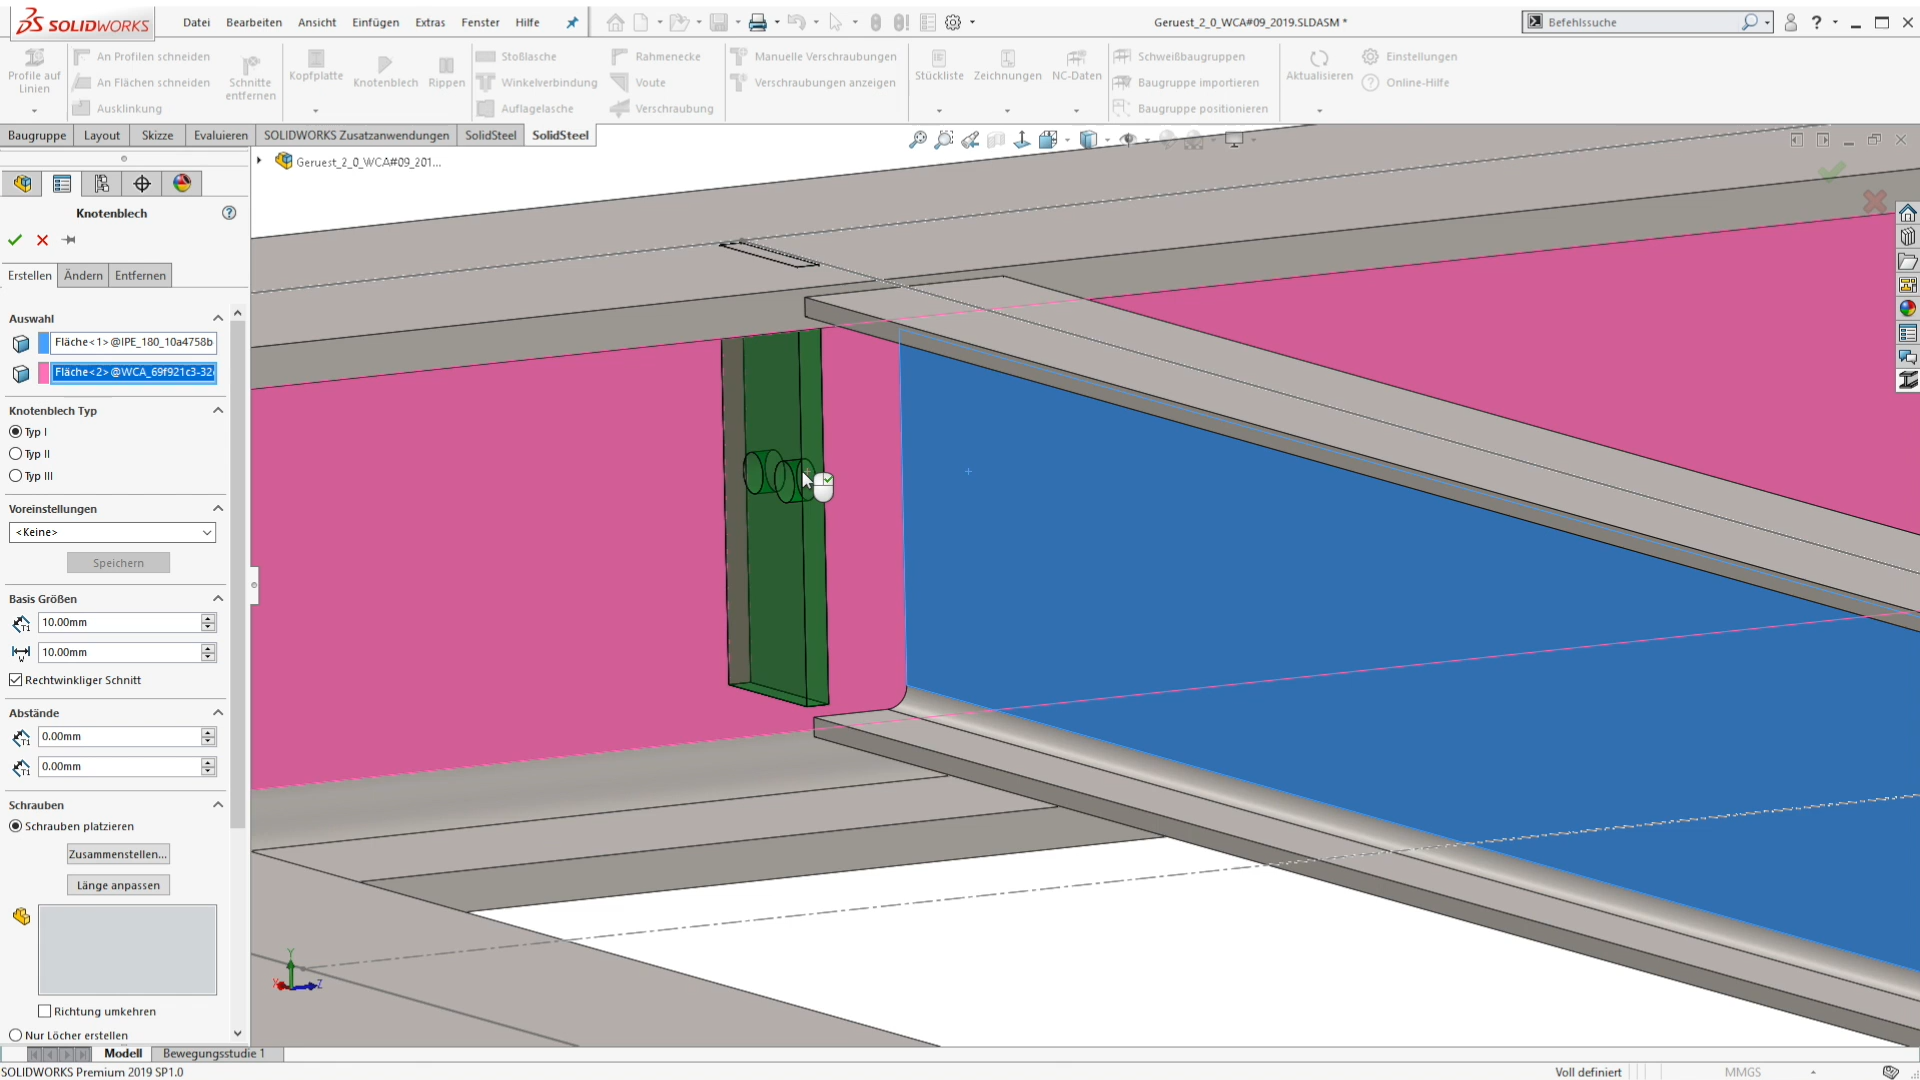 SOLIDWORKS
Datei Bearbeiten Ansicht Einfügen Extras Fenster Hilfe
Geruest_2_0_WCA#09_2019.SLDASM *
Befehlssuche
?
Profile auf Linien
An Profilen schneiden
An Flächen schneiden
Ausklinkung
Schnitte entfernen
Kopfplatte
Knotenblech
Rippen
Stoßlasche
Winkelverbindung
Auflagelasche
Rahmenecke
Voute
Verschraubung
Manuelle Verschraubungen
Verschraubungen anzeigen
Stückliste
Zeichnungen
NC-Daten
Schweißbaugruppen
Baugruppe importieren
Baugruppe positionieren
Aktualisieren
Einstellungen
Online-Hilfe
Baugruppe Layout Skizze Evaluieren SOLIDWORKS Zusatzanwendungen SolidSteel SolidSteel
Geruest_2_0_WCA#09_201...
Knotenblech
Erstellen Ändern Entfernen
Auswahl
Fläche<1>@IPE_180_10a4758b
Fläche<2>@WCA_69f921c3-32
Knotenblech Typ
Typ I
Typ II
Typ III
Voreinstellungen
<Keine>
Speichern
Basis Größen
10.00mm
10.00mm
Rechtwinkliger Schnitt
Abstände
0.00mm
0.00mm
Schrauben
Schrauben platzieren
Zusammenstellen...
Länge anpassen
Richtung umkehren
Nur Löcher erstellen
Y
X
Z
Modell Bewegungsstudie 1
SOLIDWORKS Premium 2019 SP1.0
Voll definiert
MMGS